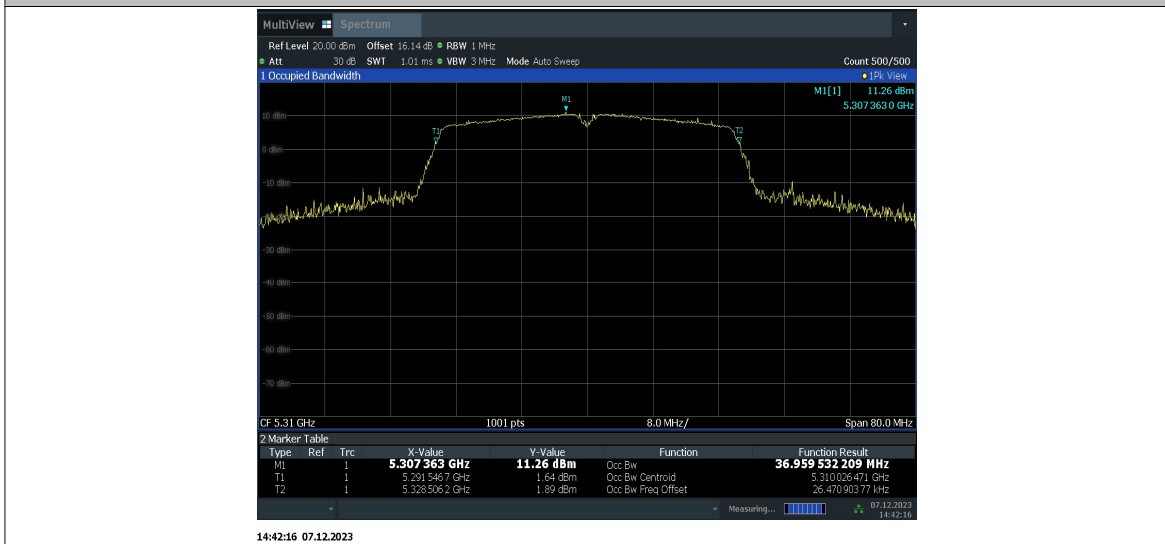 MultiView Spectrum
Ref Level 20.00 dBm Offset 16.14 dB RBW 1 MHz
Att 30 dB SWT 1.01 ms VBW 3 MHz Mode Auto Sweep Count 500/500
1 Occupied Bandwidth 1Pk View
M1[1] 11.26 dBm
5.307 363 0 GHz
M1
10 dBm
T1 T2
0 dBm
-10 dBm
-30 dBm
-40 dBm
-50 dBm
-60 dBm
-70 dBm
CF 5.31 GHz 1001 pts 8.0 MHz/ Span 80.0 MHz
2 Marker Table
Type Ref Trc X-Value Y-Value Function Function Result
M1 1 5.307 363 GHz 11.26 dBm Occ Bw 36.959 532 209 MHz
T1 1 5.291 546 7 GHz 1.64 dBm Occ Bw Centroid 5.310 026 471 GHz
T2 1 5.328 506 2 GHz 1.89 dBm Occ Bw Freq Offset 26.470 903 77 kHz
Measuring... 07.12.2023
14:42:16
14:42:16 07.12.2023